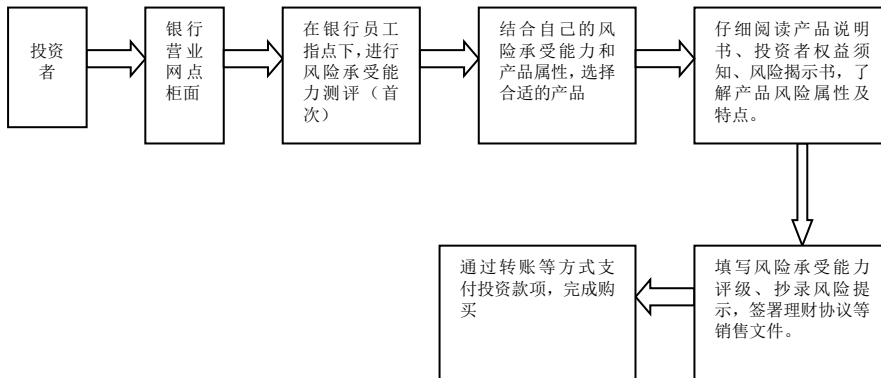 投资
者
银行
营业
网点
柜面
在银行员工
指点下，进行
风险承受能
力测评（首
次）
结合自己的风
险承受能力和
产品属性，选择
合适的产品
仔细阅读产品说明
书、投资者权益须
知、风险揭示书，了
解产品风险属性及
特点。
填写风险承受能力
评级、抄录风险提
示，签署理财协议等
销售文件。
通过转账等方式支
付投资款项，完成购
买